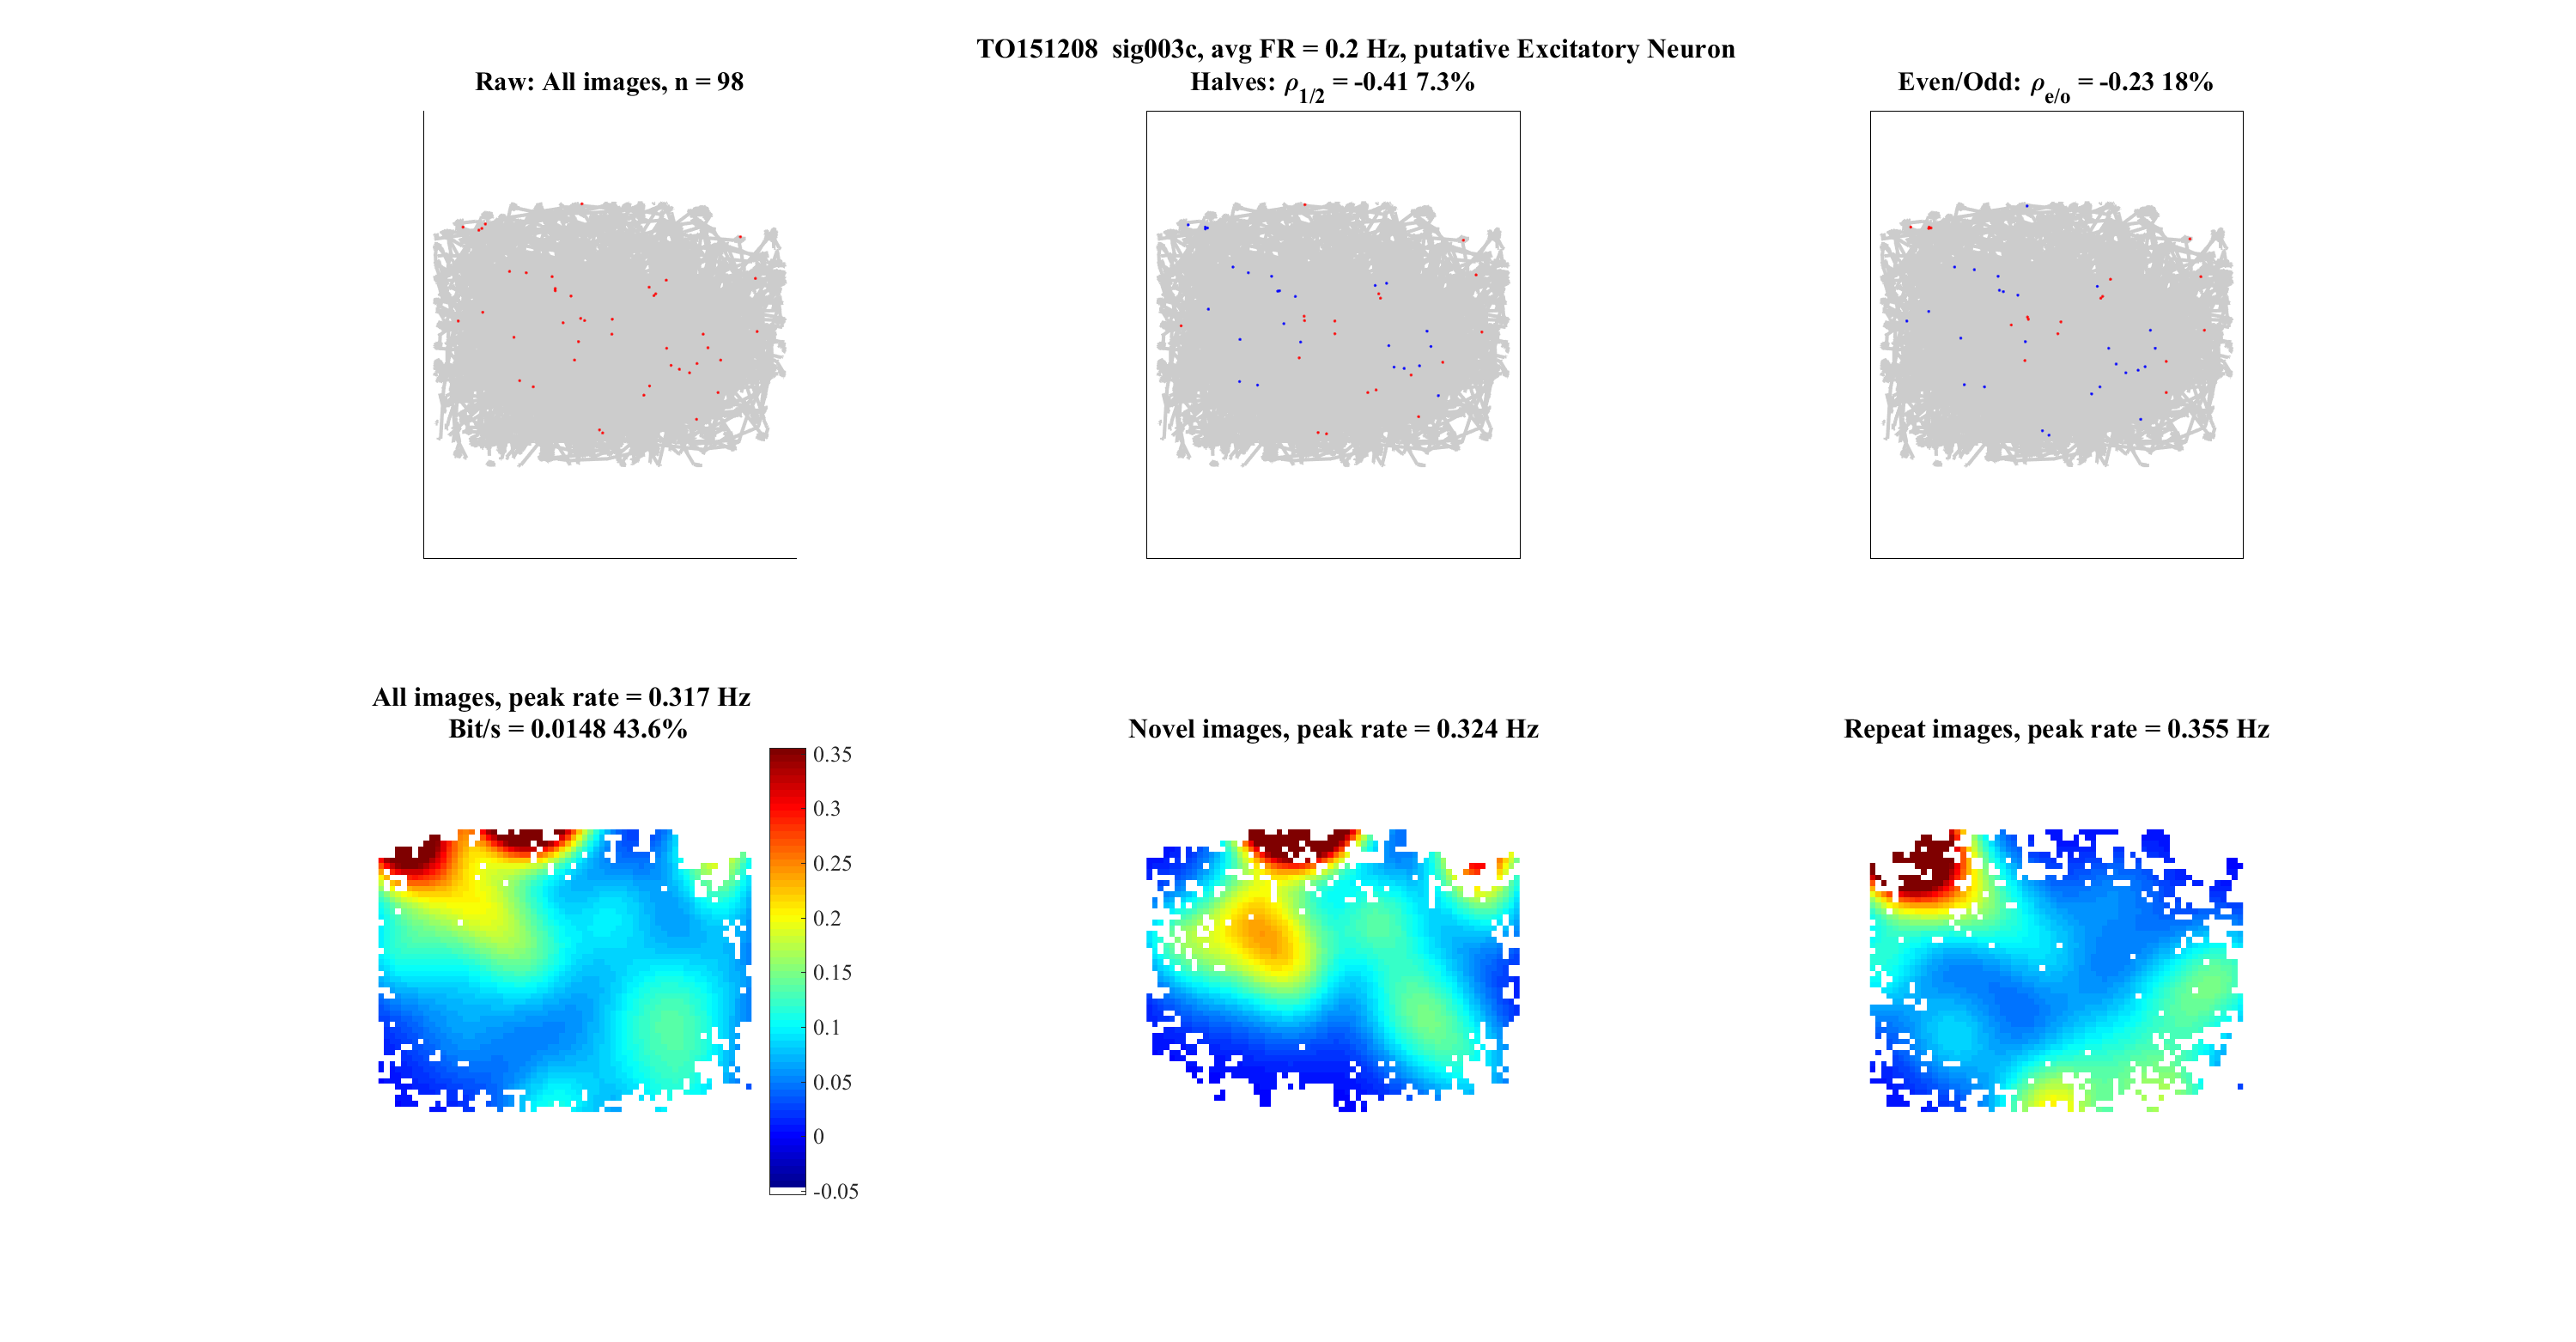 TO151208 sig003c, avg FR = 0.2 Hz, putative Excitatory Neuron
Raw: All images, n = 98
Halves: ρ1/2 = -0.41 7.3%
Even/Odd: ρe/o = -0.23 18%
All images, peak rate = 0.317 Hz
Bit/s = 0.0148 43.6%
0.35
0.3
0.25
0.2
0.15
0.1
0.05
0
-0.05
Novel images, peak rate = 0.324 Hz
Repeat images, peak rate = 0.355 Hz